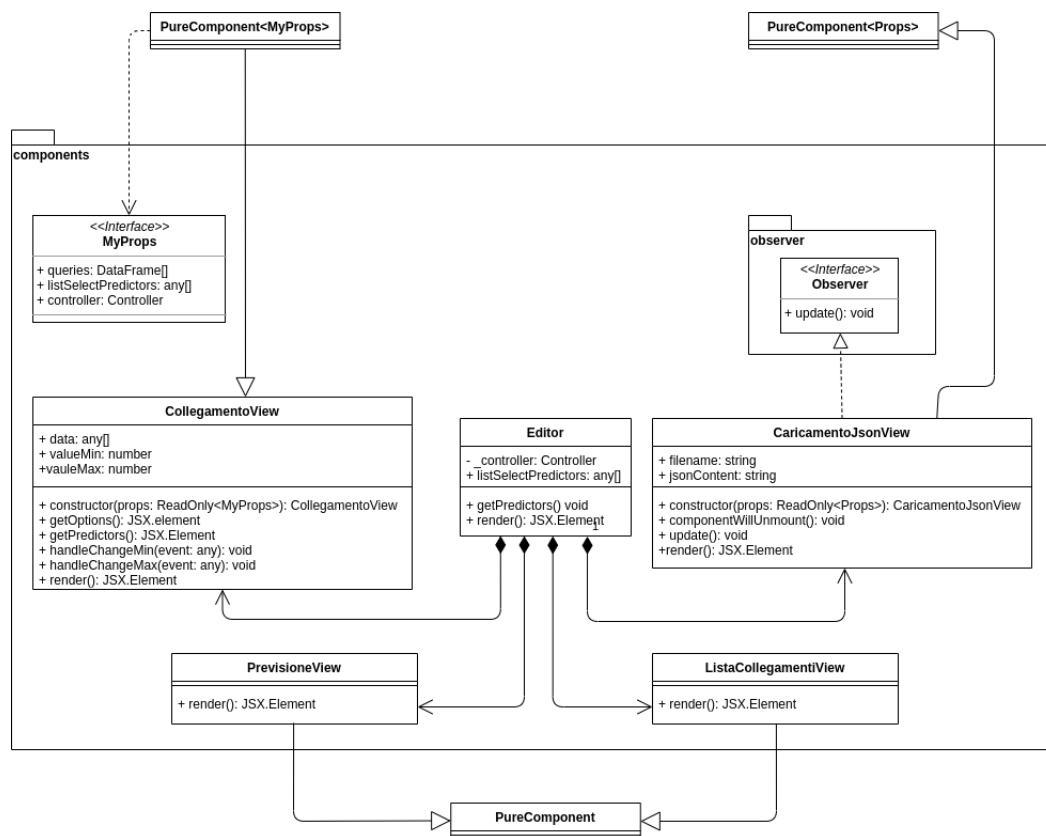 PureComponent<MyProps>
PureComponent<Props>
components
<<Interface>>
MyProps
+ queries: DataFrame[]
+ listSelectPredictors: any[]
+ controller: Controller
observer
<<Interface>>
Observer
+ update(): void
CollegamentoView
+ data: any[]
+ valueMin: number
+vauleMax: number
+ constructor(props: ReadOnly<MyProps>): CollegamentoView
+ getOptions(): JSX.element
+ getPredictors(): JSX.Element
+ handleChangeMin(event: any): void
+ handleChangeMax(event: any): void
+ render(): JSX.Element
Editor
- _controller: Controller
+ listSelectPredictors: any[]
+ getPredictors() void
+ render(): JSX.Element
1
CaricamentoJsonView
+ filename: string
+ jsonContent: string
+ constructor(props: ReadOnly<Props>): CaricamentoJsonView
+ componentWillUnmount(): void
+ update(): void
+render(): JSX.Element
PrevisioneView
+ render(): JSX.Element
ListaCollegamentiView
+ render(): JSX.Element
PureComponent